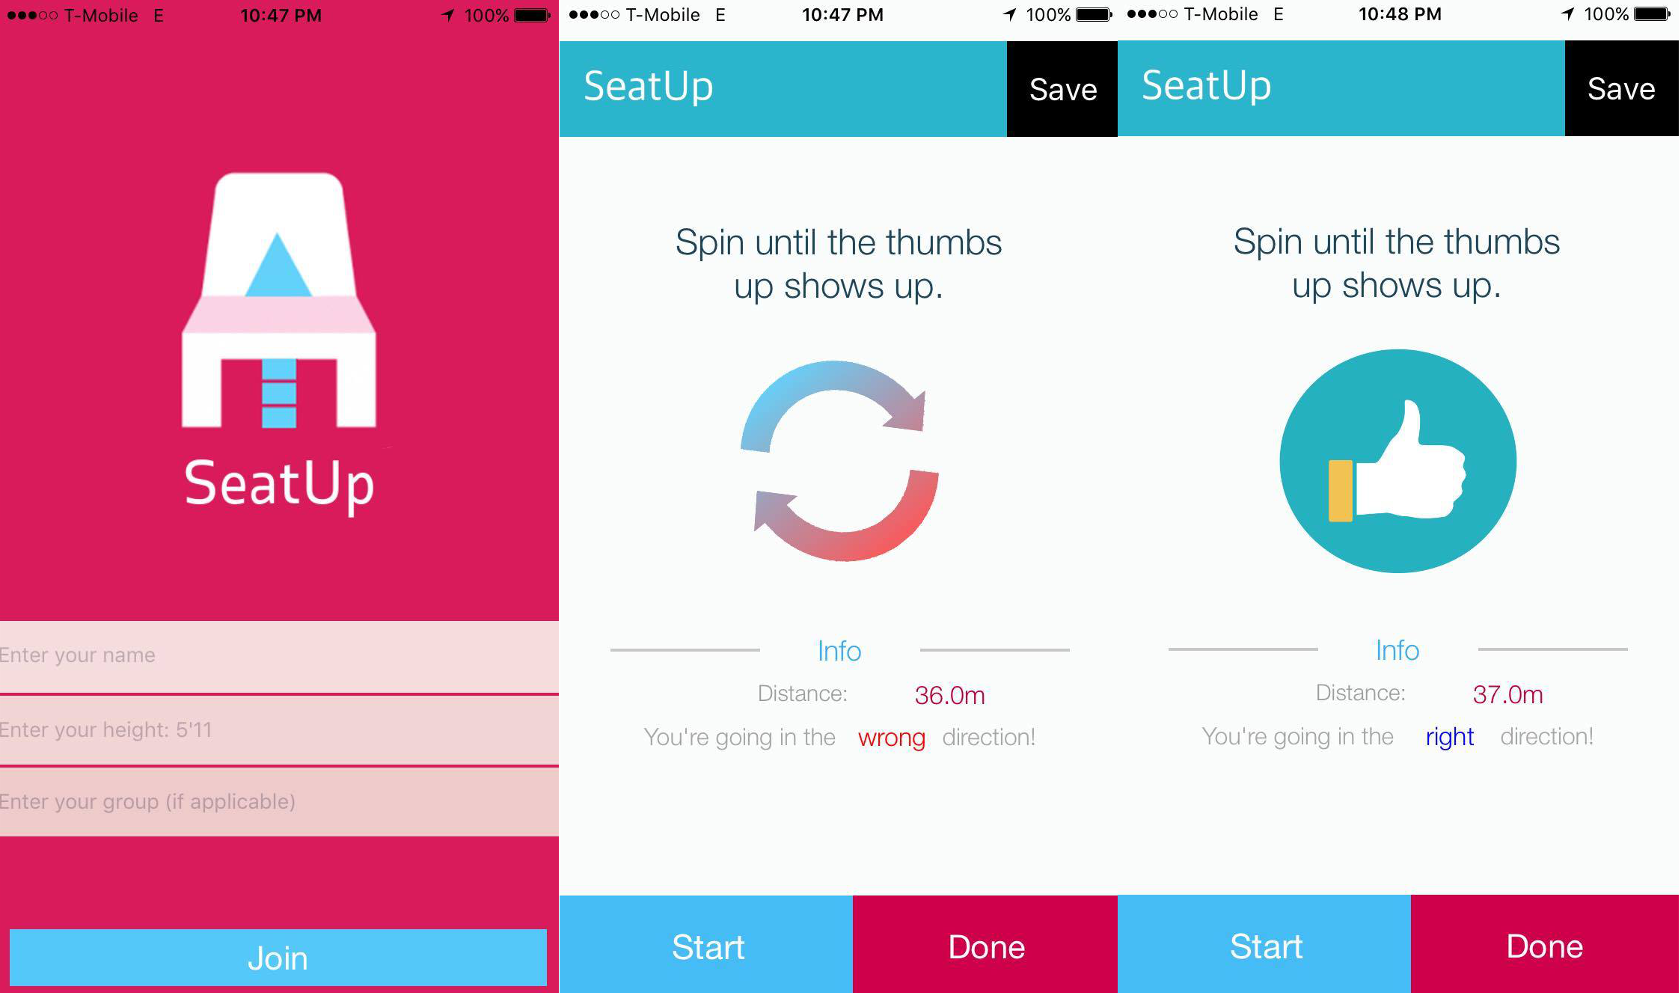 T-Mobile E 10:47 PM 100%
SeatUp
Enter your name
Enter your height: 5'11
Enter your group (if applicable)
Join
T-Mobile E 10:47 PM 100%
SeatUp
Save
Spin until the thumbs
up shows up.
Info
Distance: 36.0m
You're going in the wrong direction!
Start
Done
T-Mobile E 10:48 PM 100%
SeatUp
Save
Spin until the thumbs
up shows up.
Info
Distance: 37.0m
You're going in the right direction!
Start
Done